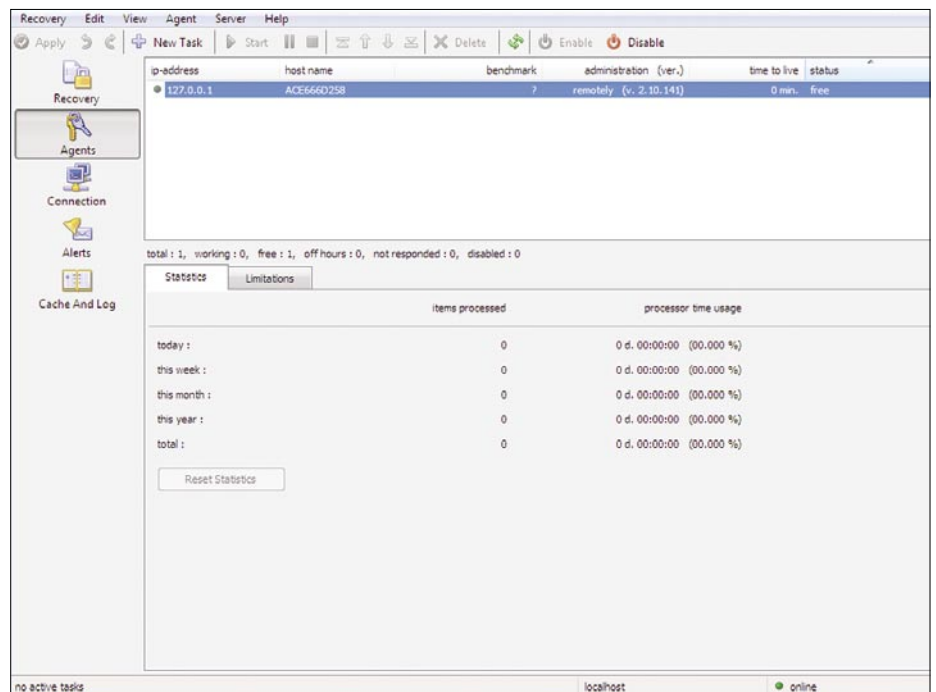 Recovery Edit View Agent Server Help
Apply New Task Start Delete Enable Disable
ip-address host name benchmark administration (ver.) time to live status
127.0.0.1 ACE666D258 ? remotely (v. 2.10.141) 0 min. free
Recovery
Agents
Connection
Alerts
Cache And Log
total : 1, working : 0, free : 1, off hours : 0, not responded : 0, disabled : 0
Statistics Limitations
items processed processor time usage
today : 0 0 d. 00:00:00 (00.000 %)
this week : 0 0 d. 00:00:00 (00.000 %)
this month : 0 0 d. 00:00:00 (00.000 %)
this year : 0 0 d. 00:00:00 (00.000 %)
total : 0 0 d. 00:00:00 (00.000 %)
Reset Statistics
no active tasks localhost online